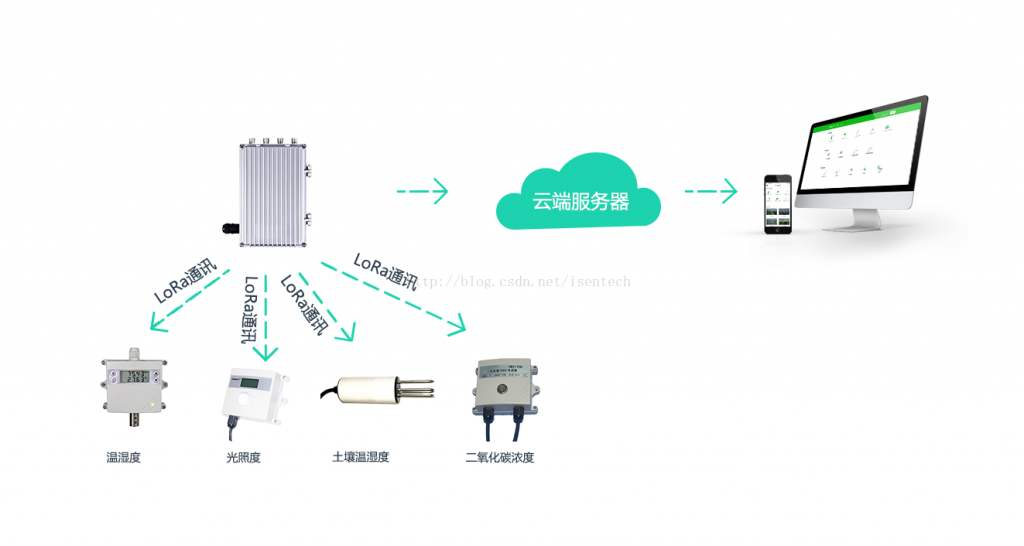 云端服务器
LoRa通讯
LoRa通讯
LoRa通讯
LoRa通讯
http://blog.csdn.net/isentech
温湿度
光照度
土壤温湿度
二氧化碳浓度